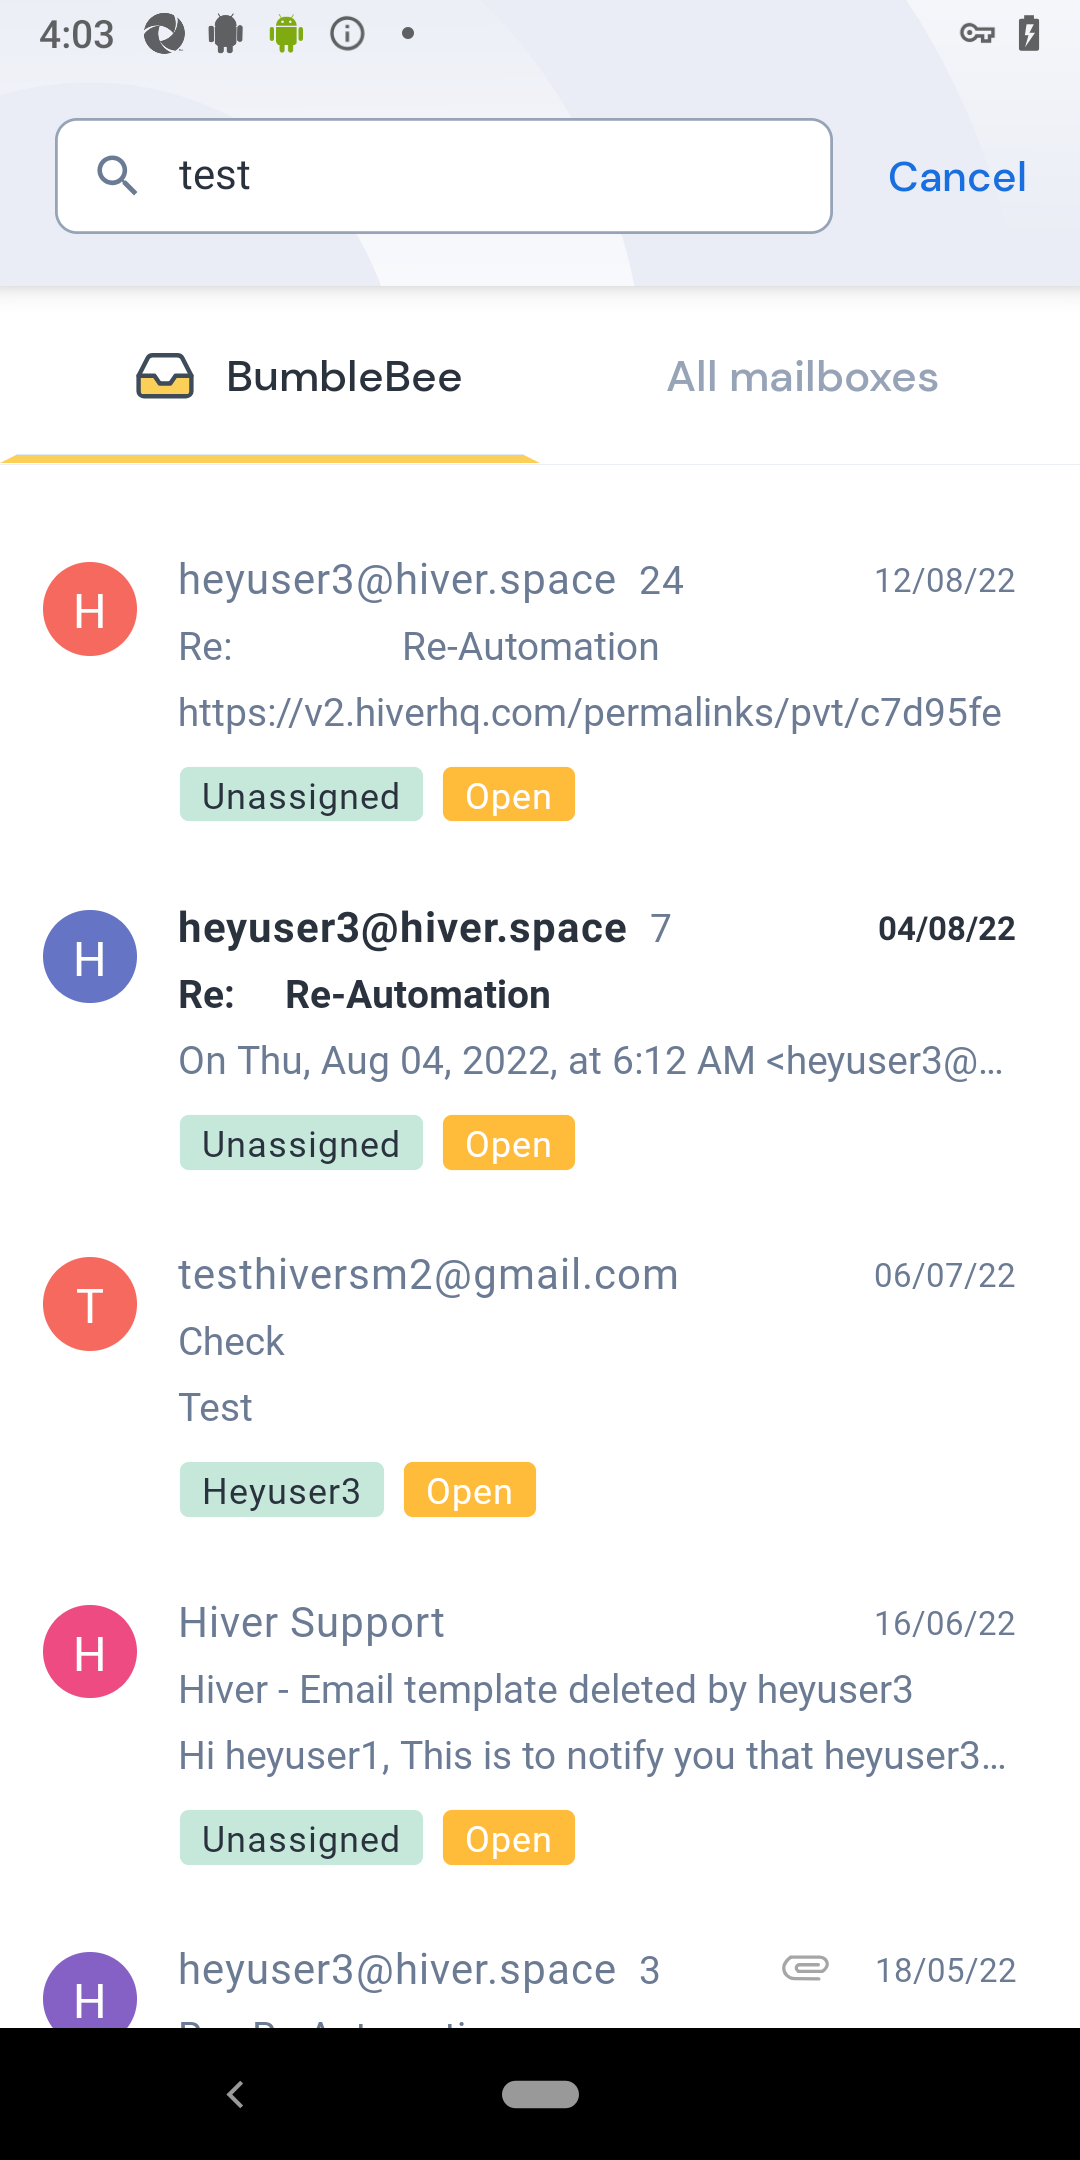 4:03
test
Cancel
BumbleBee
All mailboxes
H
heyuser3@hiver.space 24
12/08/22
Re: Re-Automation
https://v2.hiverhq.com/permalinks/pvt/c7d95fe
Unassigned
Open
H
heyuser3@hiver.space 7
04/08/22
Re: Re-Automation
On Thu, Aug 04, 2022, at 6:12 AM <heyuser3@...
Unassigned
Open
T
testhiversm2@gmail.com
06/07/22
Check
Test
Heyuser3
Open
H
Hiver Support
16/06/22
Hiver - Email template deleted by heyuser3
Hi heyuser1, This is to notify you that heyuser3...
Unassigned
Open
H
heyuser3@hiver.space 3
18/05/22